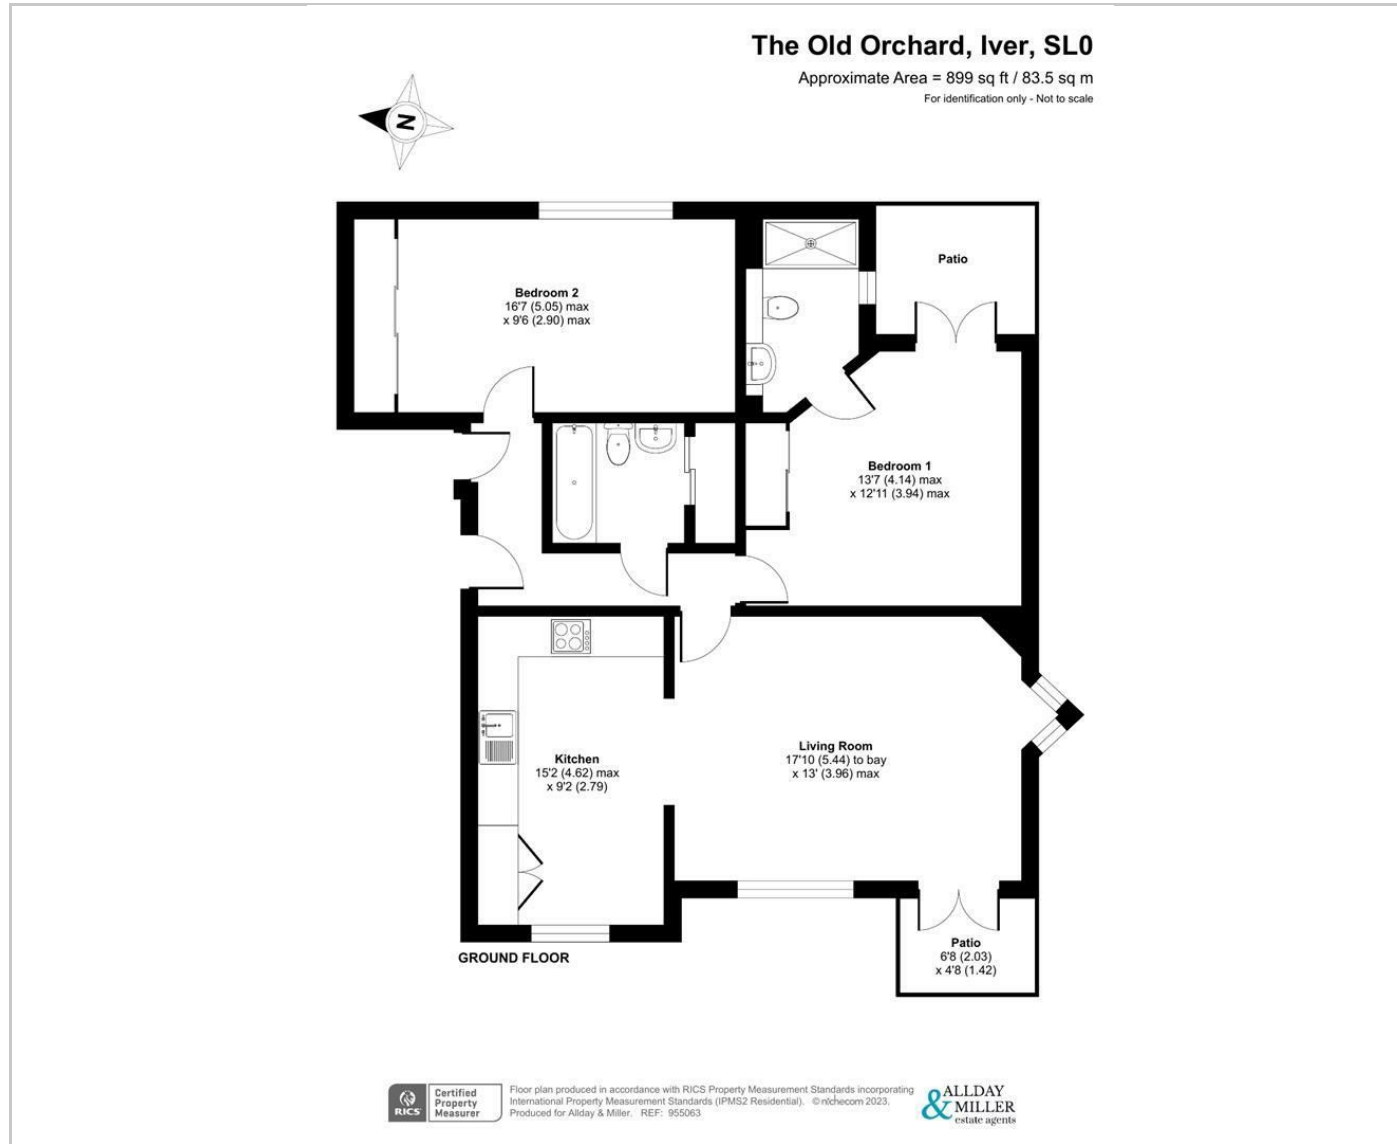 The Old Orchard, Iver, SL0
Approximate Area = 899 sq ft / 83.5 sq m
For identification only - Not to scale
N
Patio
Bedroom 2
16'7 (5.05) max
x 9'6 (2.90) max
Bedroom 1
13'7 (4.14) max
x 12'11 (3.94) max
Living Room
17'10 (5.44) to bay
x 13' (3.96) max
Kitchen
15'2 (4.62) max
x 9'2 (2.79)
Patio
6'8 (2.03)
x 4'8 (1.42)
GROUND FLOOR
RICS
Certified
Property
Measurer
Floor plan produced in accordance with RICS Property Measurement Standards incorporating
International Property Measurement Standards (IPMS2 Residential). © nichecom 2023.
Produced for Allday & Miller. REF: 955063
ALLDAY
& MILLER
estate agents